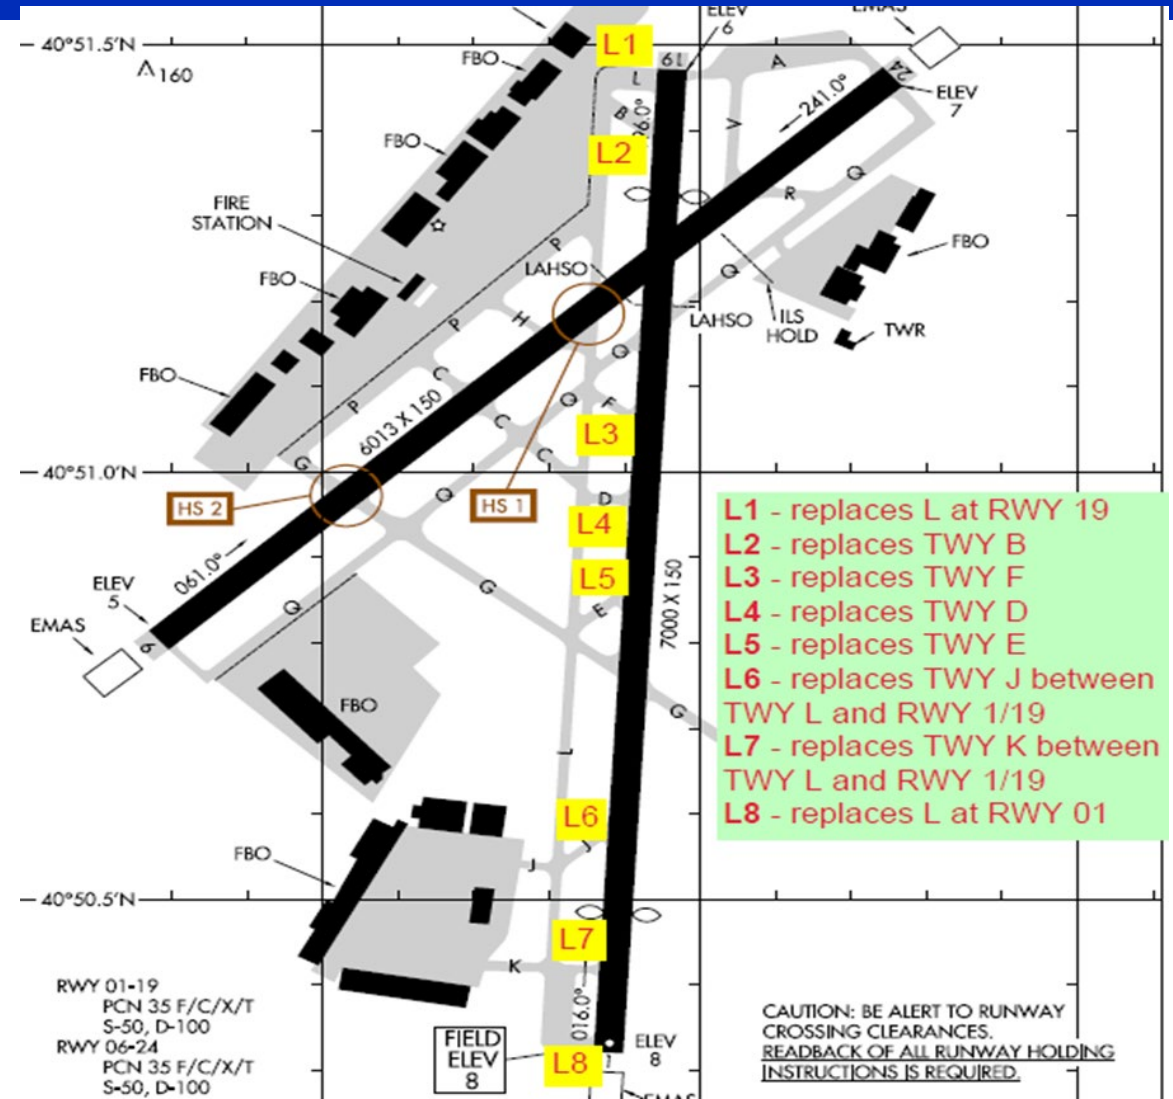 ELEV
6
EMAS
40°51.5'N
160
FBO
L1
19
L
A
24
ELEV
7
241.0°
B
V
FBO
L2
Q
R
FIRE
STATION
P
LAHSO
Q
FBO
FBO
LAHSO
ILS
HOLD
TWR
P
H
Q
FBO
C
P
6013 X 150
C
Q
F
L3
C
40°51.0'N
G
Q
HS 2
HS 1
D
L4
061.0°
ELEV
5
EMAS
6
Q
G
L5
E
7000 X 150
FBO
G
L
L6
J
J
FBO
40°50.5'N
L7
K
016.0°
L8
1
ELEV
8
FIELD
ELEV
8
EMAS
L1 - replaces L at RWY 19
L2 - replaces TWY B
L3 - replaces TWY F
L4 - replaces TWY D
L5 - replaces TWY E
L6 - replaces TWY J between
TWY L and RWY 1/19
L7 - replaces TWY K between
TWY L and RWY 1/19
L8 - replaces L at RWY 01
RWY 01-19
PCN 35 F/C/X/T
S-50, D-100
RWY 06-24
PCN 35 F/C/X/T
S-50, D-100
CAUTION: BE ALERT TO RUNWAY
CROSSING CLEARANCES.
READBACK OF ALL RUNWAY HOLDING
INSTRUCTIONS IS REQUIRED.